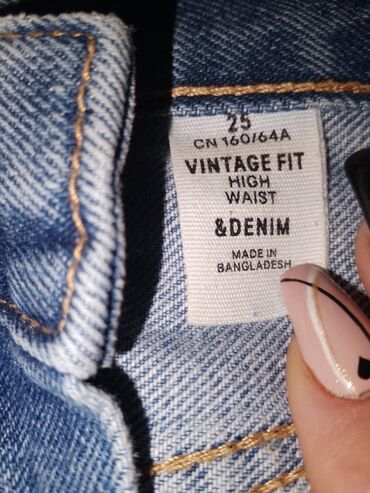 25
CN 160/64A
VINTAGE FIT
HIGH
WAIST
&DENIM
MADE IN
BANGLADESH